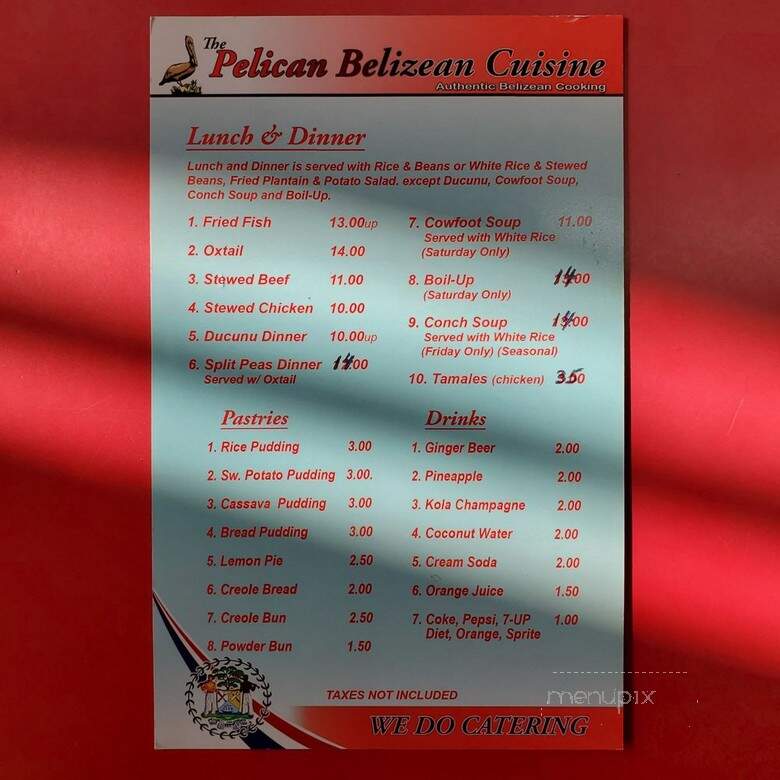 The
Pelican Belizean Cuisine
Authentic Belizean Cooking
Lunch & Dinner
Lunch and Dinner is served with Rice & Beans or White Rice & Stewed
Beans, Fried Plantain & Potato Salad. except Ducunu, Cowfoot Soup,
Conch Soup and Boil-Up.
1. Fried Fish 13.00up
2. Oxtail 14.00
3. Stewed Beef 11.00
4. Stewed Chicken 10.00
5. Ducunu Dinner 10.00up
6. Split Peas Dinner 14.00
Served w/ Oxtail
7. Cowfoot Soup 11.00
Served with White Rice
(Saturday Only)
8. Boil-Up 14.00
(Saturday Only)
9. Conch Soup 14.00
Served with White Rice
(Friday Only) (Seasonal)
10. Tamales (chicken) 3.50
Pastries
1. Rice Pudding 3.00
2. Sw. Potato Pudding 3.00.
3. Cassava Pudding 3.00
4. Bread Pudding 3.00
5. Lemon Pie 2.50
6. Creole Bread 2.00
7. Creole Bun 2.50
8. Powder Bun 1.50
Drinks
1. Ginger Beer 2.00
2. Pineapple 2.00
3. Kola Champagne 2.00
4. Coconut Water 2.00
5. Cream Soda 2.00
6. Orange Juice 1.50
7. Coke, Pepsi, 7-UP 1.00
Diet, Orange, Sprite
TAXES NOT INCLUDED
menupix
WE DO CATERING